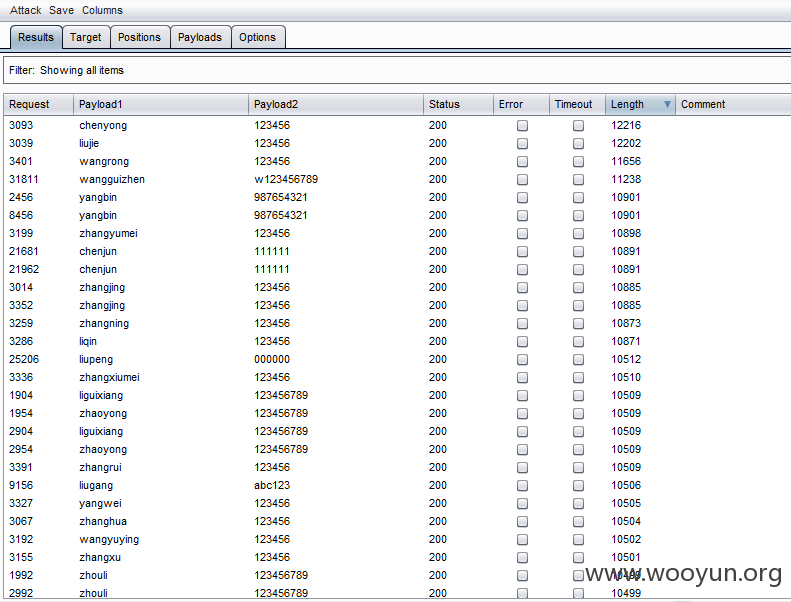 Attack Save Columns
Results Target Positions Payloads Options
Filter: Showing all items
Request Payload1 Payload2 Status Error Timeout Length Comment
3093 chenyong 123456 200 12216
3039 liujie 123456 200 12202
3401 wangrong 123456 200 11656
31811 wangguizhen w123456789 200 11238
2456 yangbin 987654321 200 10901
8456 yangbin 987654321 200 10901
3199 zhangyumei 123456 200 10898
21681 chenjun 111111 200 10891
21962 chenjun 111111 200 10891
3014 zhangjing 123456 200 10885
3352 zhangjing 123456 200 10885
3259 zhangning 123456 200 10873
3286 liqin 123456 200 10871
25206 liupeng 000000 200 10512
3336 zhangxiumei 123456 200 10510
1904 liguixiang 123456789 200 10509
1954 zhaoyong 123456789 200 10509
2904 liguixiang 123456789 200 10509
2954 zhaoyong 123456789 200 10509
3391 zhangrui 123456 200 10509
9156 liugang abc123 200 10506
3327 yangwei 123456 200 10505
3067 zhanghua 123456 200 10504
3192 wangyuying 123456 200 10502
3155 zhangxu 123456 200 10501
1992 zhouli 123456789 200 10499
2992 zhouli 123456789 200 10499
www.wooyun.org